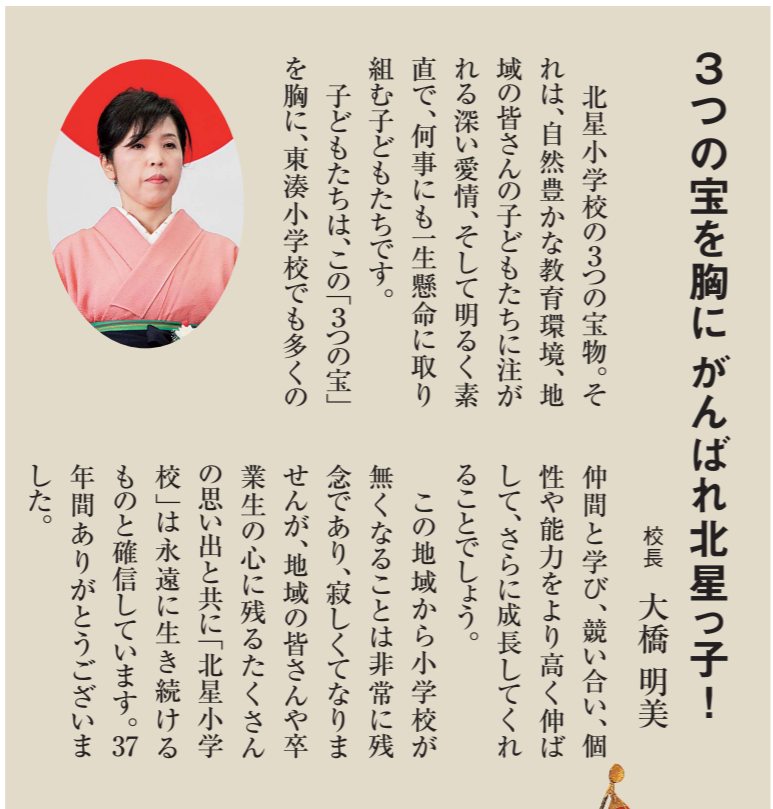 3つの宝を胸に がんばれ北星っ子！
校長 大橋 明美
北星小学校の3つの宝物。そ
れは、自然豊かな教育環境、地
域の皆さんの子どもたちに注が
れる深い愛情、そして明るく素
直で、何事にも一生懸命に取り
組む子どもたちです。
子どもたちは、この「3つの宝」
を胸に、東湊小学校でも多くの
仲間と学び、競い合い、個
性や能力をより高く伸ば
して、さらに成長してくれ
ることでしょう。
この地域から小学校が
無くなることは非常に残
念であり、寂しくてなりま
せんが、地域の皆さんや卒
業生の心に残るたくさん
の思い出と共に「北星小学
校」は永遠に生き続ける
ものと確信しています。37
年間ありがとうございま
した。